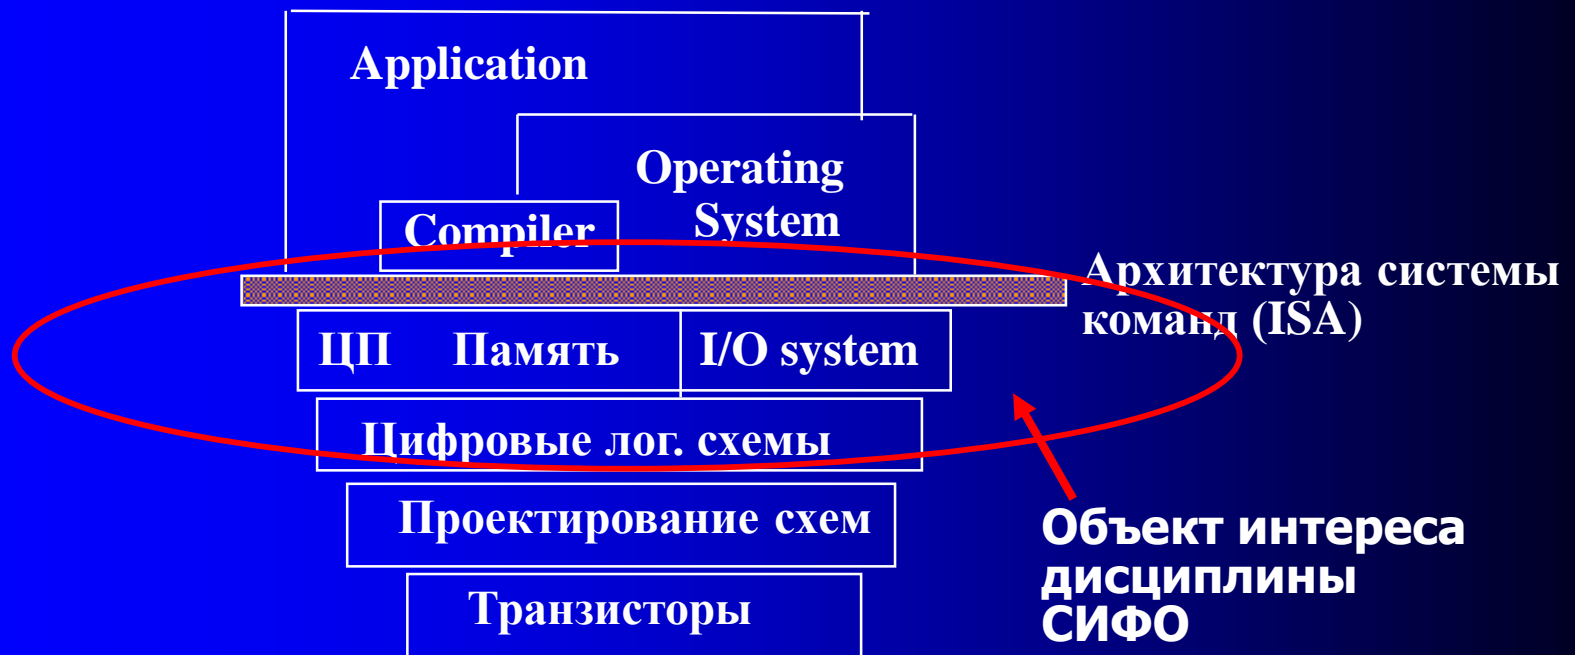 Application
Operating
System
Compiler
Архитектура системы
команд (ISA)
ЦП Память I/O system
Цифровые лог. схемы
Проектирование схем
Объект интереса
дисциплины
СИФО
Транзисторы